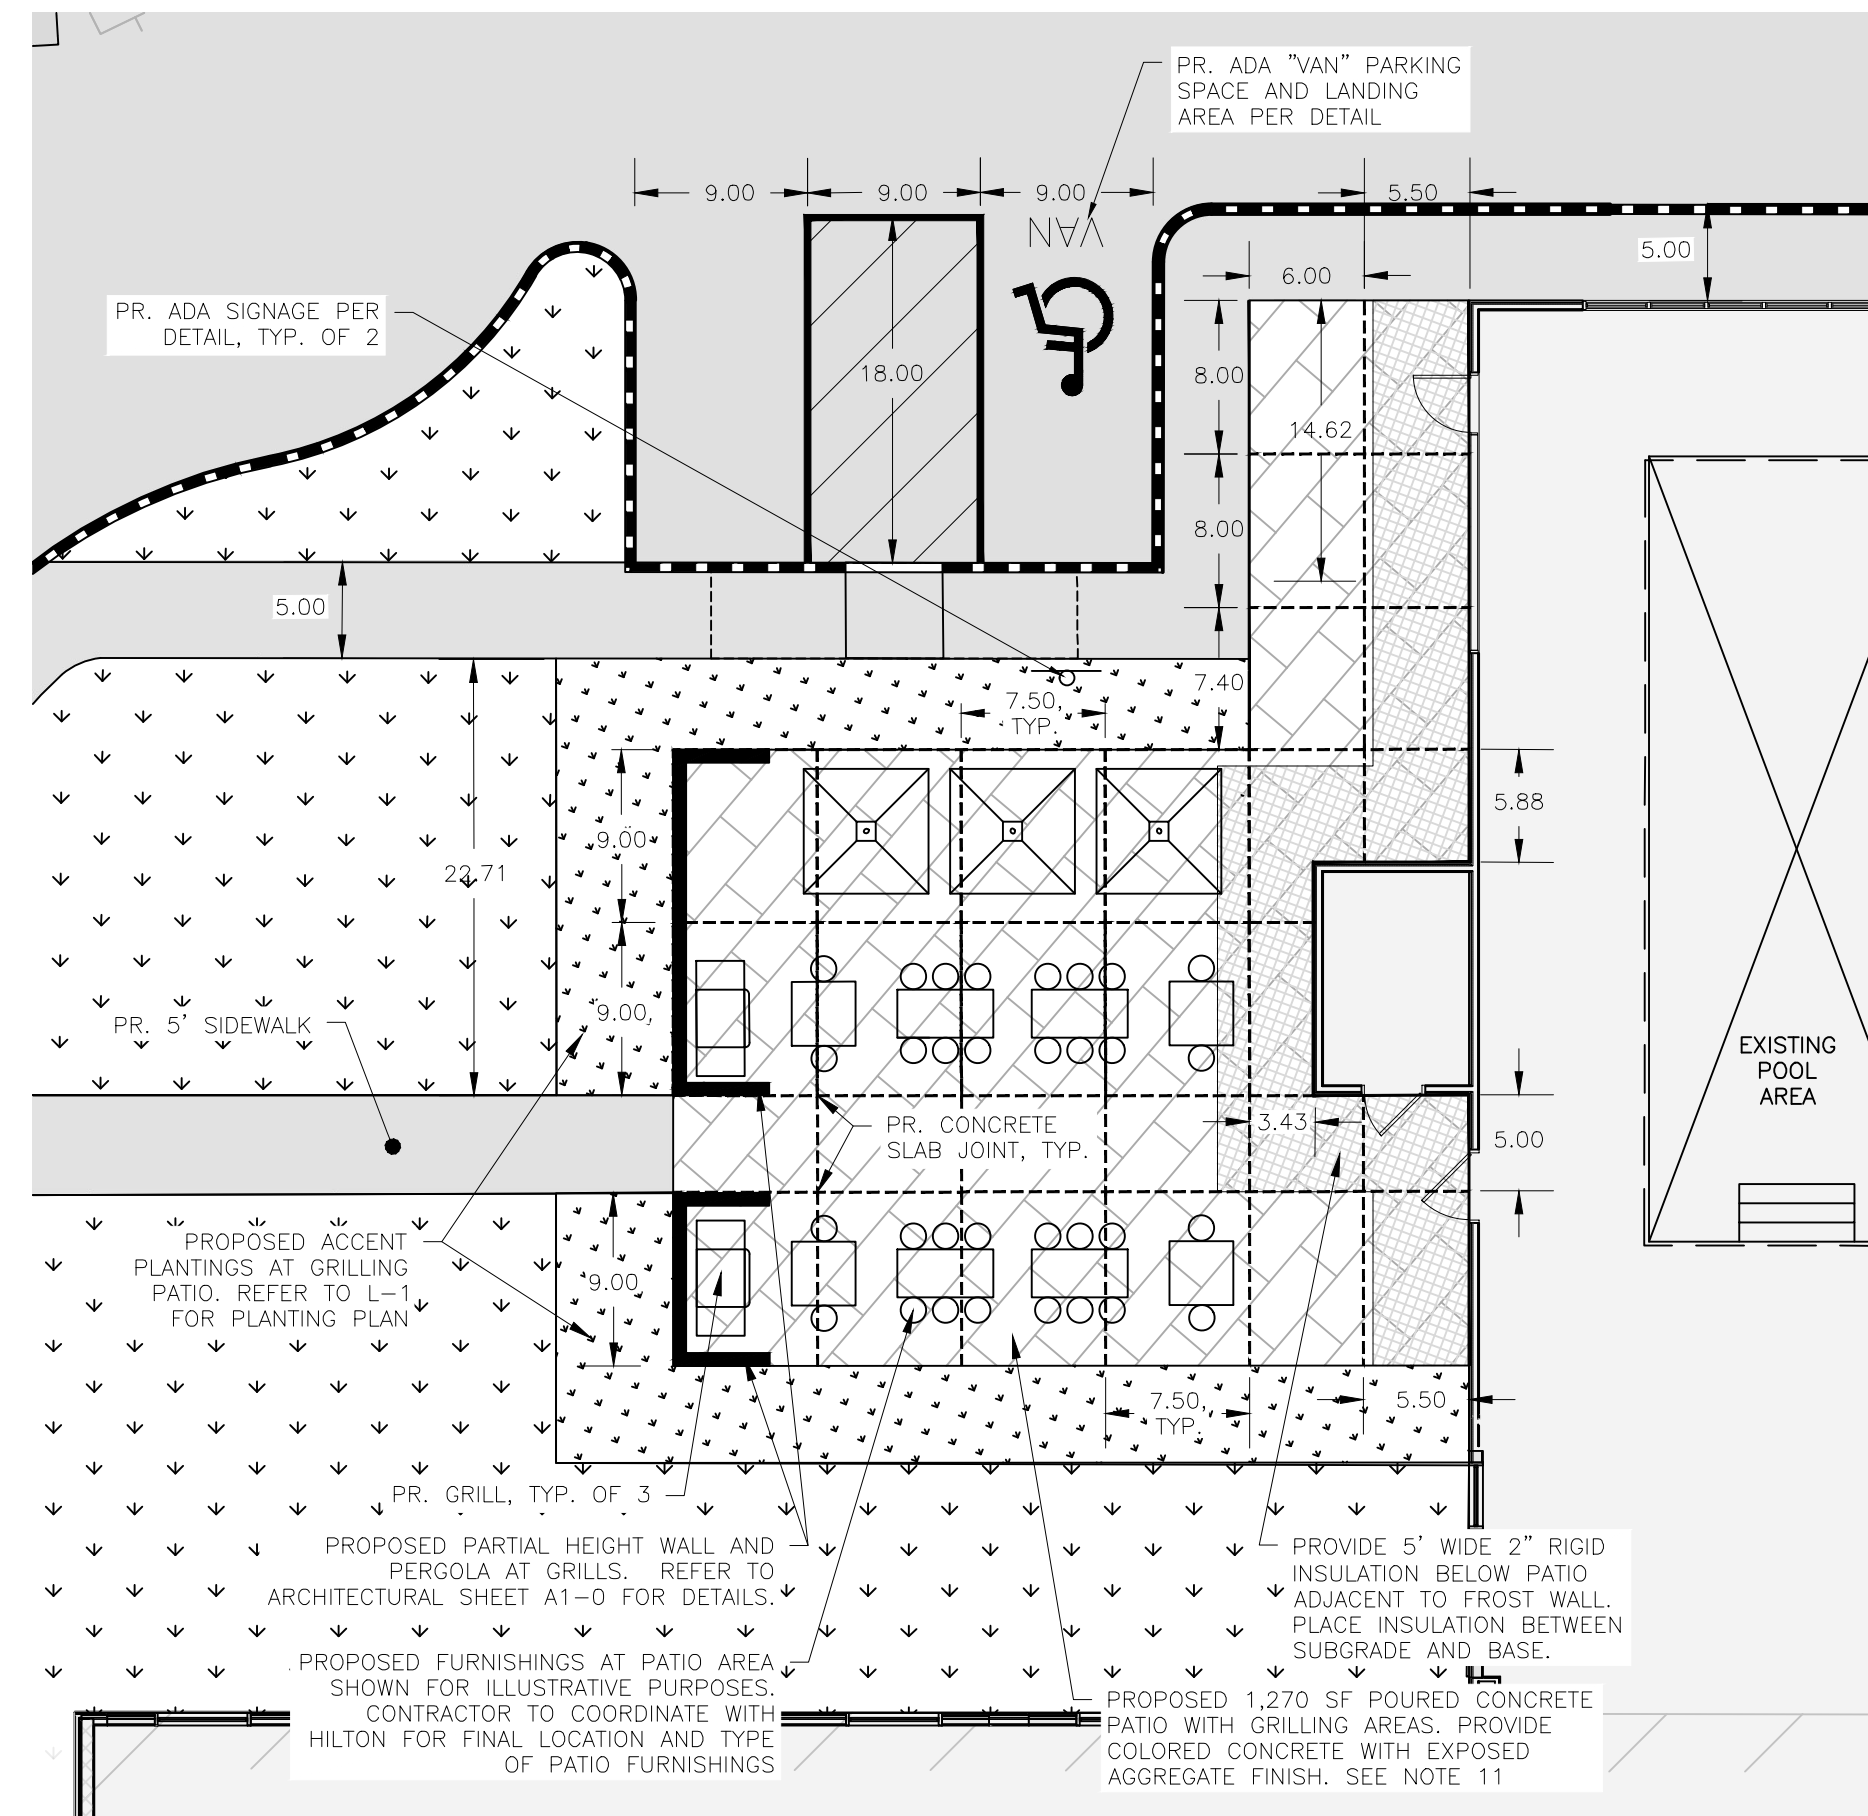 PR. ADA "VAN" PARKING
SPACE AND LANDING
AREA PER DETAIL
9.00
9.00
9.00
5.50
VAN
5.00
6.00
PR. ADA SIGNAGE PER
DETAIL, TYP. OF 2
18.00
8.00
14.62
8.00
5.00
7.40
7.50,
TYP.
5.88
9.00
22.71
9.00,
PR. 5' SIDEWALK
EXISTING
POOL
AREA
PR. CONCRETE
SLAB JOINT, TYP.
3.43
5.00
PROPOSED ACCENT
PLANTINGS AT GRILLING
PATIO. REFER TO L-1
FOR PLANTING PLAN
9.00
7.50,
TYP.
5.50
PR. GRILL, TYP. OF 3
PROPOSED PARTIAL HEIGHT WALL AND
PERGOLA AT GRILLS. REFER TO
ARCHITECTURAL SHEET A1-0 FOR DETAILS.
PROVIDE 5' WIDE 2" RIGID
INSULATION BELOW PATIO
ADJACENT TO FROST WALL.
PLACE INSULATION BETWEEN
SUBGRADE AND BASE.
PROPOSED FURNISHINGS AT PATIO AREA
SHOWN FOR ILLUSTRATIVE PURPOSES.
CONTRACTOR TO COORDINATE WITH
HILTON FOR FINAL LOCATION AND TYPE
OF PATIO FURNISHINGS
PROPOSED 1,270 SF POURED CONCRETE
PATIO WITH GRILLING AREAS. PROVIDE
COLORED CONCRETE WITH EXPOSED
AGGREGATE FINISH. SEE NOTE 11